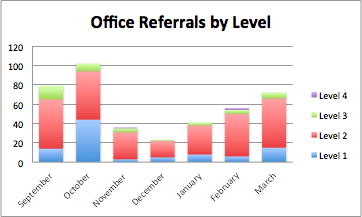 Office Referrals by Level
120
100
80
60
40
20
0
September
October
November
December
January
February
March
Level 4
Level 3
Level 2
Level 1